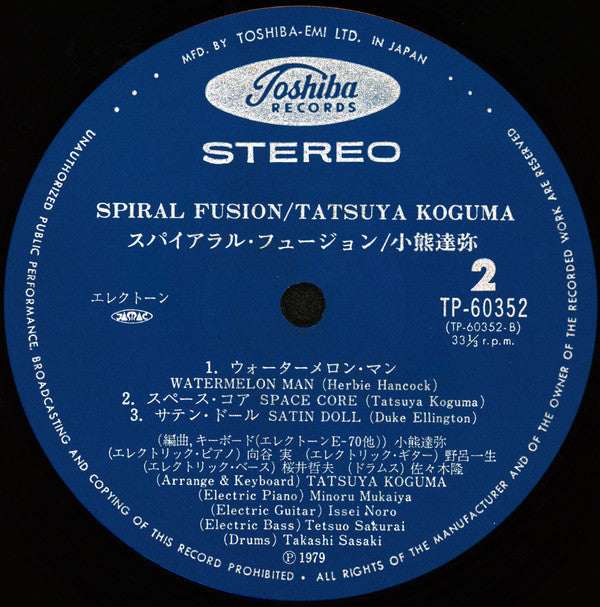 MFD. BY TOSHIBA-EMI LTD. IN JAPAN
Toshiba
RECORDS
STEREO
SPIRAL FUSION/TATSUYA KOGUMA
スパイアラル・フュージョン/小熊達弥
2
エレクトーン
JASRAC
TP-60352
(TP-60352-B)
33⅓ r.p.m.
1. ウォーターメロン・マン
WATERMELON MAN (Herbie Hancock)
2. スペース・コア SPACE CORE (Tatsuya Koguma)
3. サテン・ドール SATIN DOLL (Duke Ellington)
(編曲,キーボード(エレクトーンE-70他)) 小熊達弥
(エレクトリック・ピアノ) 向谷 実 (エレクトリック・ギター) 野呂一生
(エレクトリック・ベース) 桜井哲夫 (ドラムス) 佐々木隆
(Arrange & Keyboard) TATSUYA KOGUMA
(Electric Piano) Minoru Mukaiya
(Electric Guitar) Issei Noro
(Electric Bass) Tetsuo Sakurai
(Drums) Takashi Sasaki
Ⓟ 1979
UNAUTHORIZED PUBLIC PERFORMANCE, BROADCASTING AND COPYING OF THIS RECORD PROHIBITED • ALL RIGHTS OF THE MANUFACTURER AND OF THE OWNER OF THE RECORDED WORK ARE RESERVED